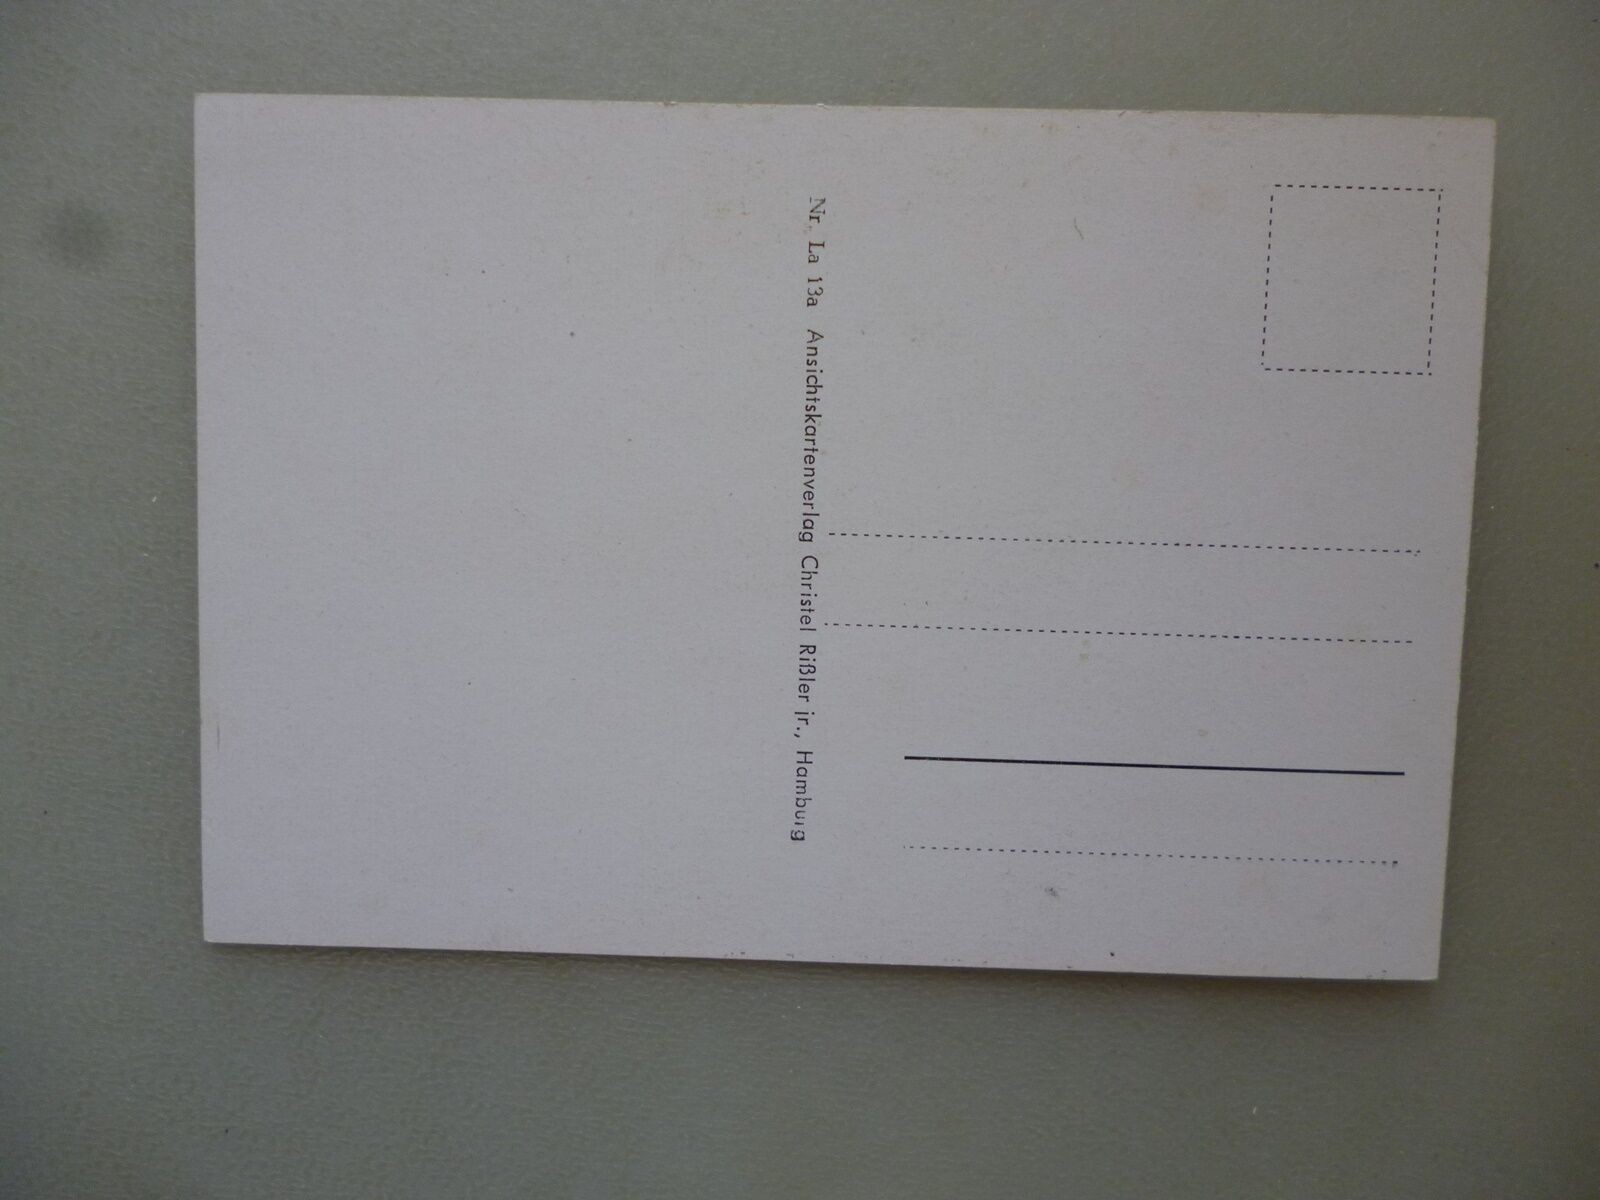 Nr. La 13a Ansichtskartenverlag Christel Rißler jr., Hamburg